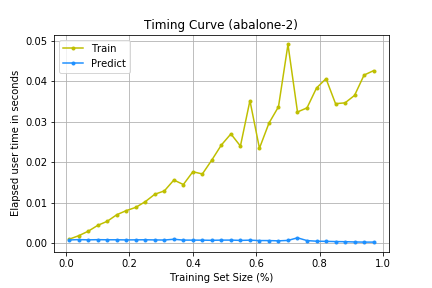 Timing Curve (abalone-2)
Train
Predict
Elapsed user time in seconds
0.05
0.04
0.03
0.02
0.01
0.00
0.0 0.2 0.4 0.6 0.8 1.0
Training Set Size (%)